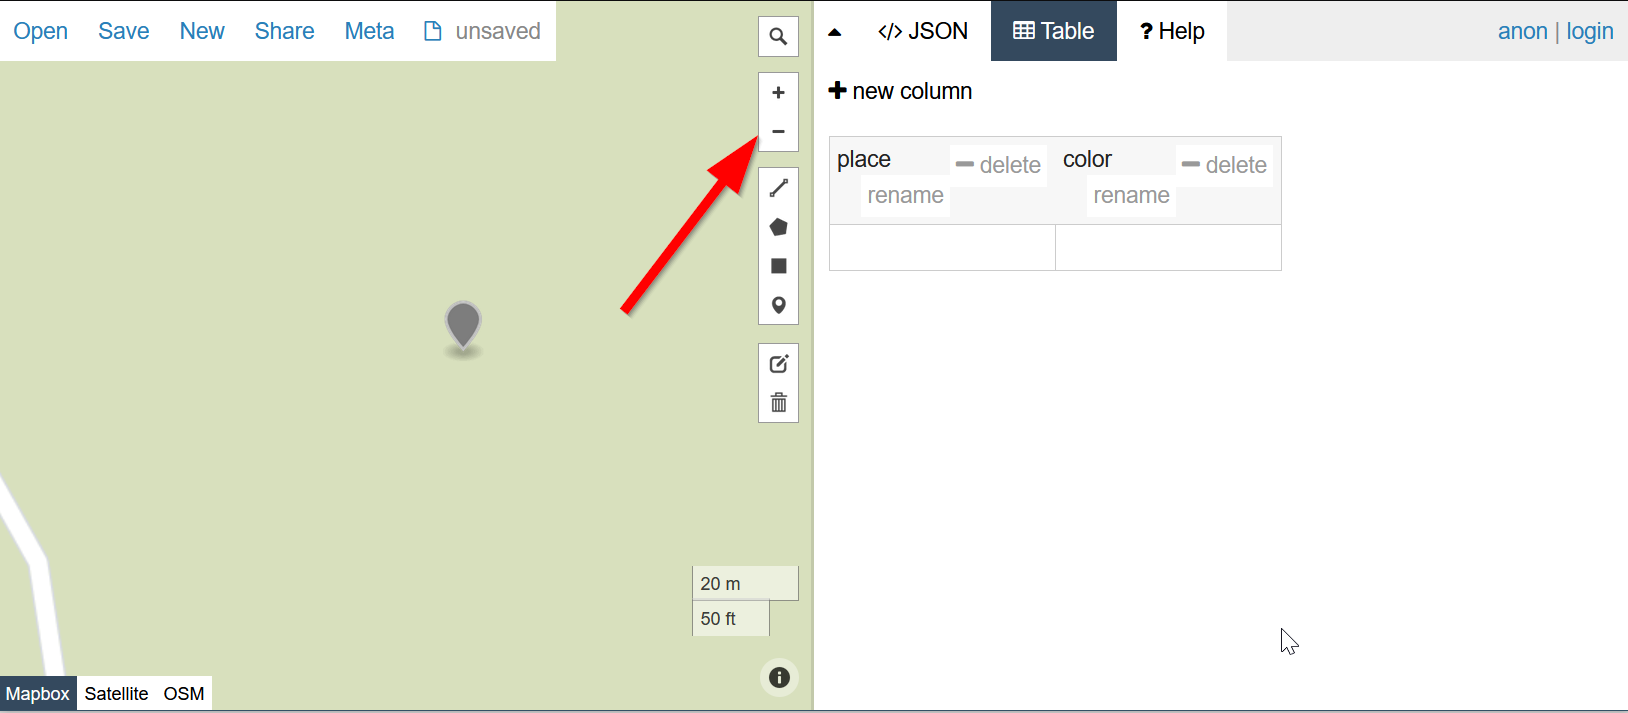 Open Save New Share Meta unsaved
</> JSON Table ? Help
anon | login
new column
place delete color delete
rename rename
20 m
50 ft
Mapbox Satellite OSM